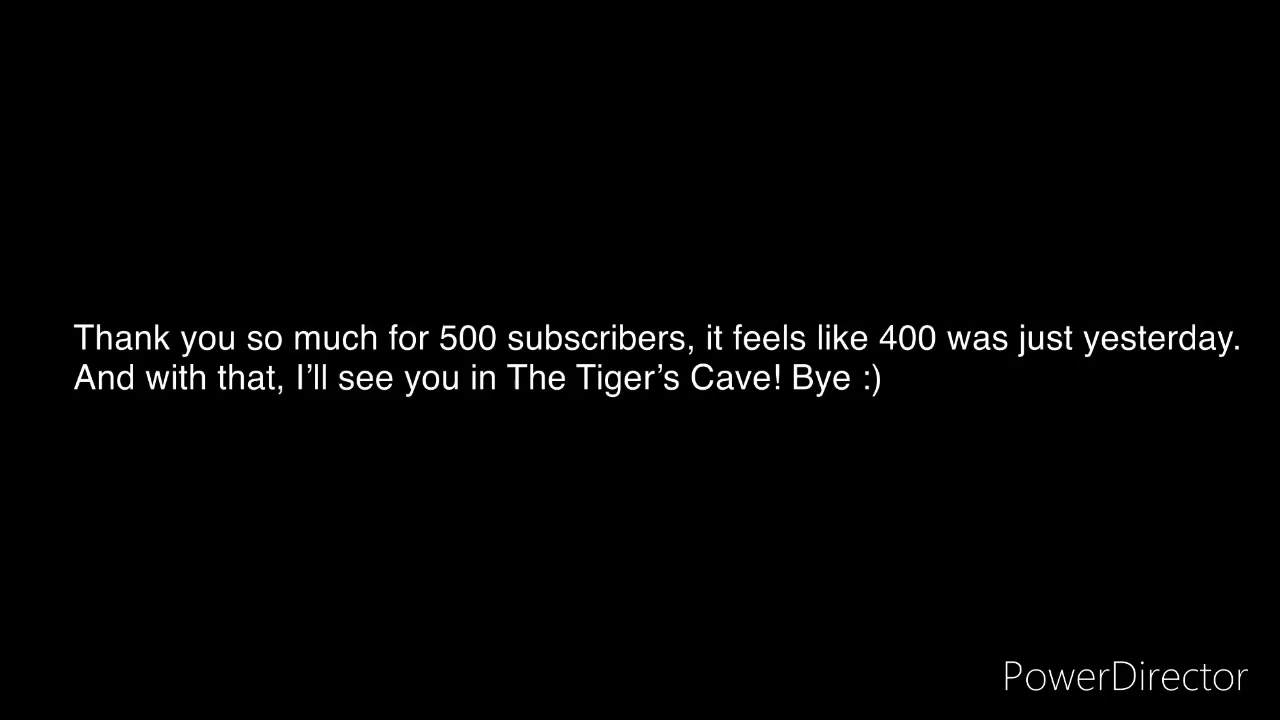 Thank you so much for 500 subscribers, it feels like 400 was just yesterday.
And with that, I’ll see you in The Tiger’s Cave! Bye :)
PowerDirector